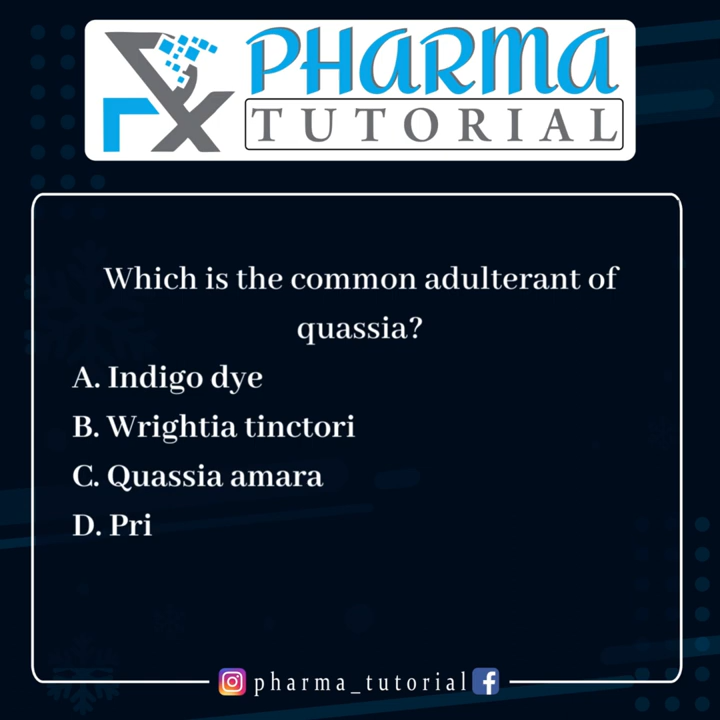 PHARMA
TUTORIAL
Which is the common adulterant of
quassia?
A. Indigo dye
B. Wrightia tinctori
C. Quassia amara
D. Pri
pharma_tutorial